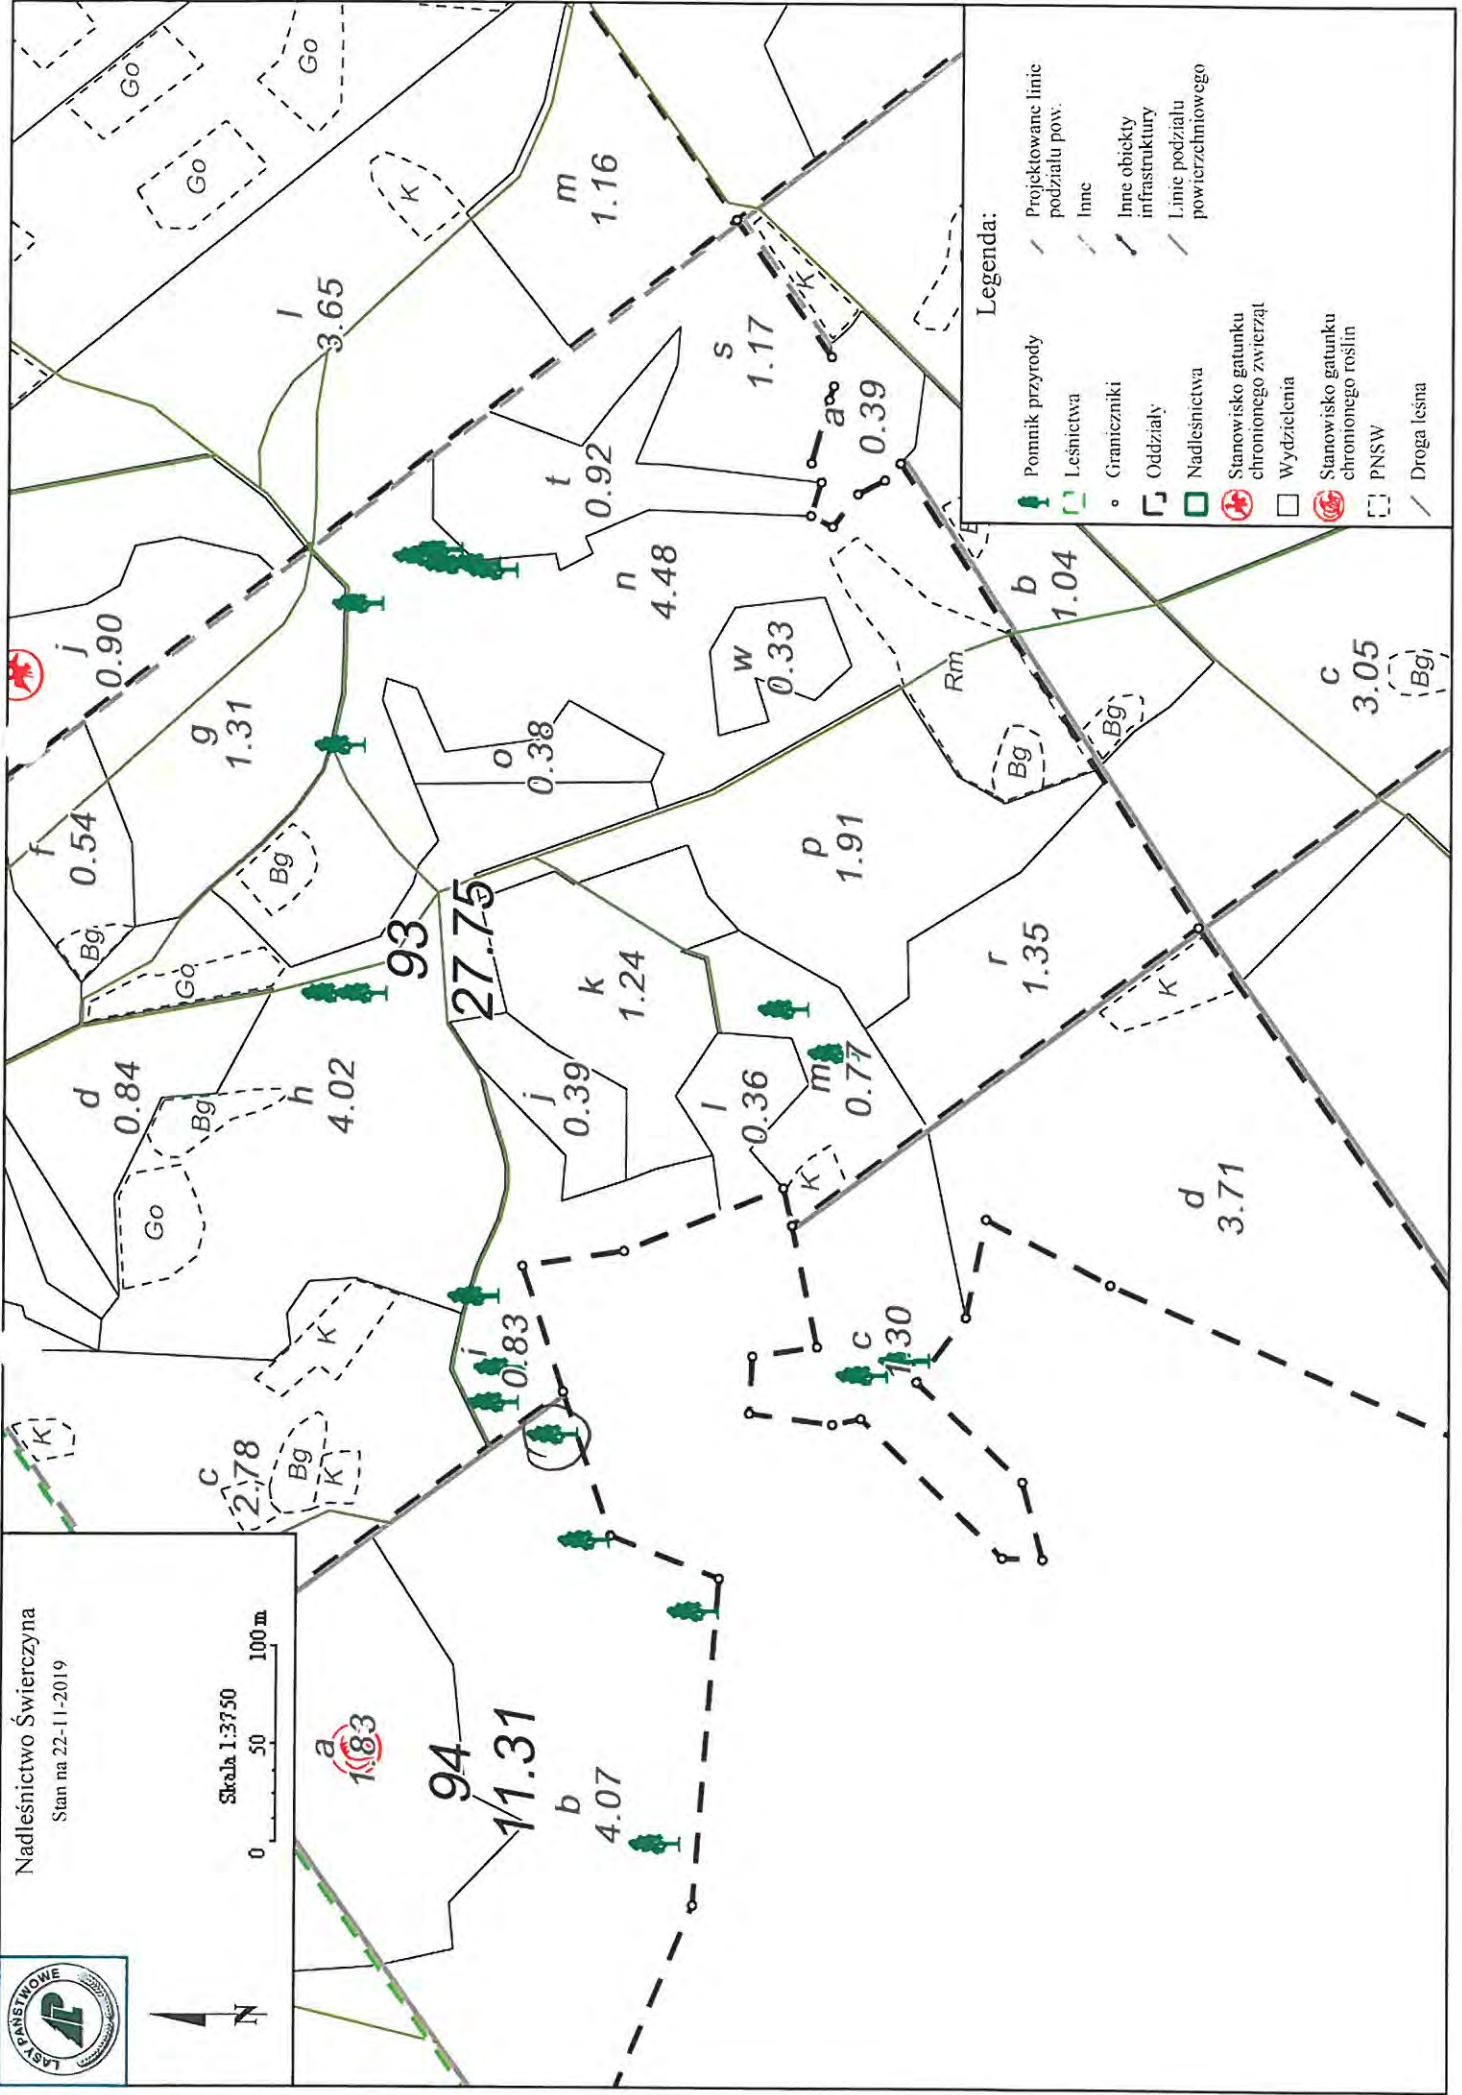 LASY PAŃSTWOWE
LP
N
Nadleśnictwo Świerczyna
Stan na 22-11-2019
Skala 1:3750
0 50 100 m
a
1.83
94
11.31
b
4.07
K
c
2.78
Bg
K
K
i
0.83
Go
d
0.84
Bg
h
4.02
Go
Bg
f
0.54
Bg
93
27.75
j
0.39
k
1.24
l
0.36
m
0.77
K
c
1.30
d
3.71
K
r
1.35
p
1.91
g
1.31
j
0.90
o
0.38
w
0.33
n
4.48
t
0.92
s
1.17
a
0.39
K
Rm
Bg
Bg
b
1.04
c
3.05
Bg
l
3.65
m
1.16
K
Go
Go
Go
Legenda:
Pomnik przyrody
Leśnictwa
Graniczniki
Oddziały
Nadleśnictwa
Stanowisko gatunku
chronionego zwierząt
Wydzielenia
Stanowisko gatunku
chronionego roślin
PNSW
Droga leśna
Projektowane linie
podziału pow.
Inne
Inne obiekty
infrastruktury
Linie podziału
powierzchniowego